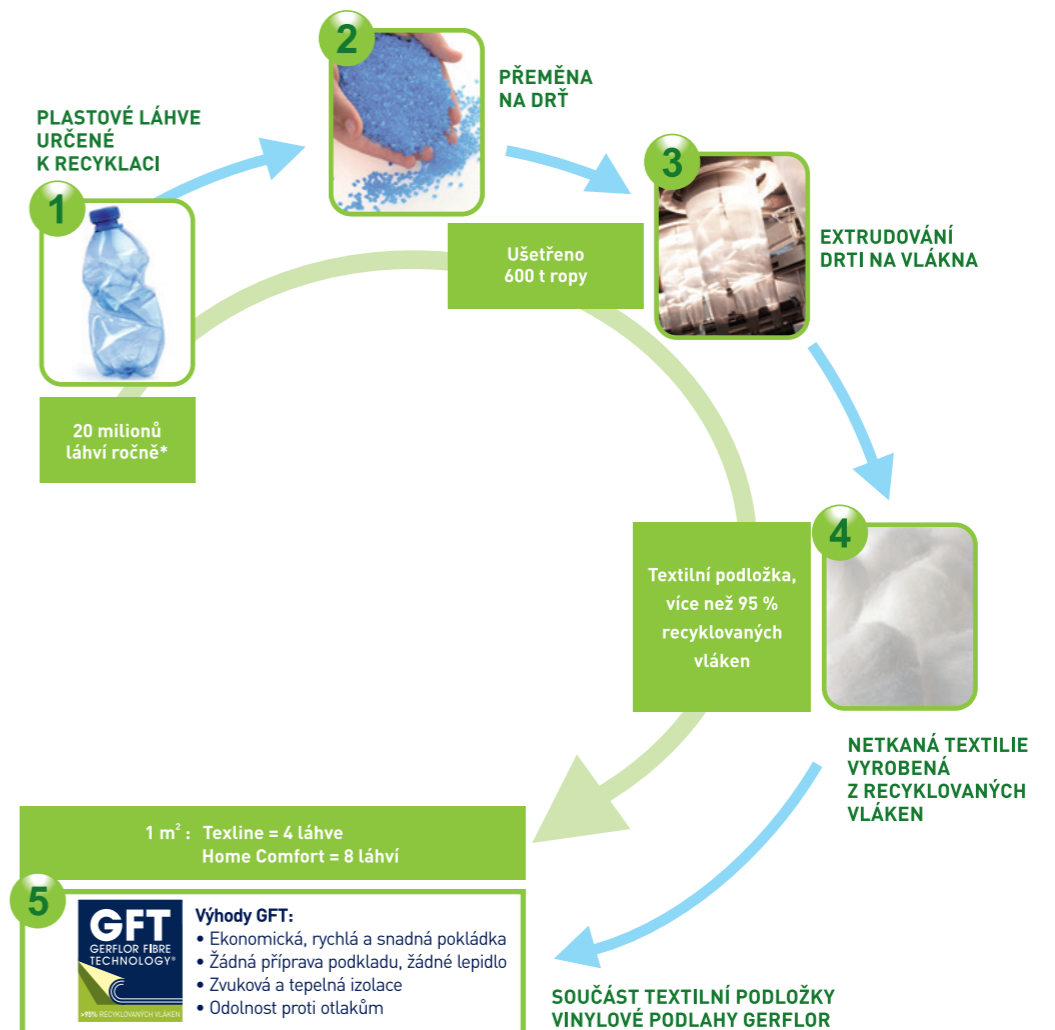 1
PLASTOVÉ LÁHVE
URČENÉ
K RECYKLACI
20 milionů
láhví ročně*
2
PŘEMĚNA
NA DRŤ
Ušetřeno
600 t ropy
3
EXTRUDOVÁNÍ
DRTI NA VLÁKNA
4
Textilní podložka,
více než 95 %
recyklovaných
vláken
NETKANÁ TEXTILIE
VYROBENÁ
Z RECYKLOVANÝCH
VLÁKEN
1 m² : Texline = 4 láhve
Home Comfort = 8 láhví
5
GFT
GERFLOR FIBRE
TECHNOLOGY®
>95% RECYKLOVANÝCH VLÁKEN
Výhody GFT:
• Ekonomická, rychlá a snadná pokládka
• Žádná příprava podkladu, žádné lepidlo
• Zvuková a tepelná izolace
• Odolnost proti otlakům
SOUČÁST TEXTILNÍ PODLOŽKY
VINYLOVÉ PODLAHY GERFLOR